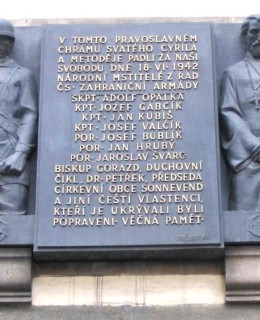 V TOMTO PRAVOSLAVNÉM
CHRÁMU SVATÉHO CYRILA
A METODĚJE PADLI ZA NAŠI
SVOBODU DNE 18·VI·1942
NÁRODNÍ MSTITELÉ Z ŘAD
ČS· ZAHRANIČNÍ ARMÁDY
SKPT· ADOLF OPÁLKA
KPT· JOZEF GABČÍK
KPT· JAN KUBIŠ
KPT· JOSEF VALČÍK
POR· JOSEF BUBLÍK
POR· JAN HRUBÝ
POR· JAROSLAV ŠVARC
BISKUP GORAZD, DUCHOVNÍ
ČIKL, DR· PETŘEK, PŘEDSEDA
CÍRKEVNÍ OBCE SONNEVEND
A JINÍ ČEŠTÍ VLASTENCI,
KTEŘÍ JE UKRÝVALI BYLI
POPRAVENI· VĚČNÁ PAMĚŤ·